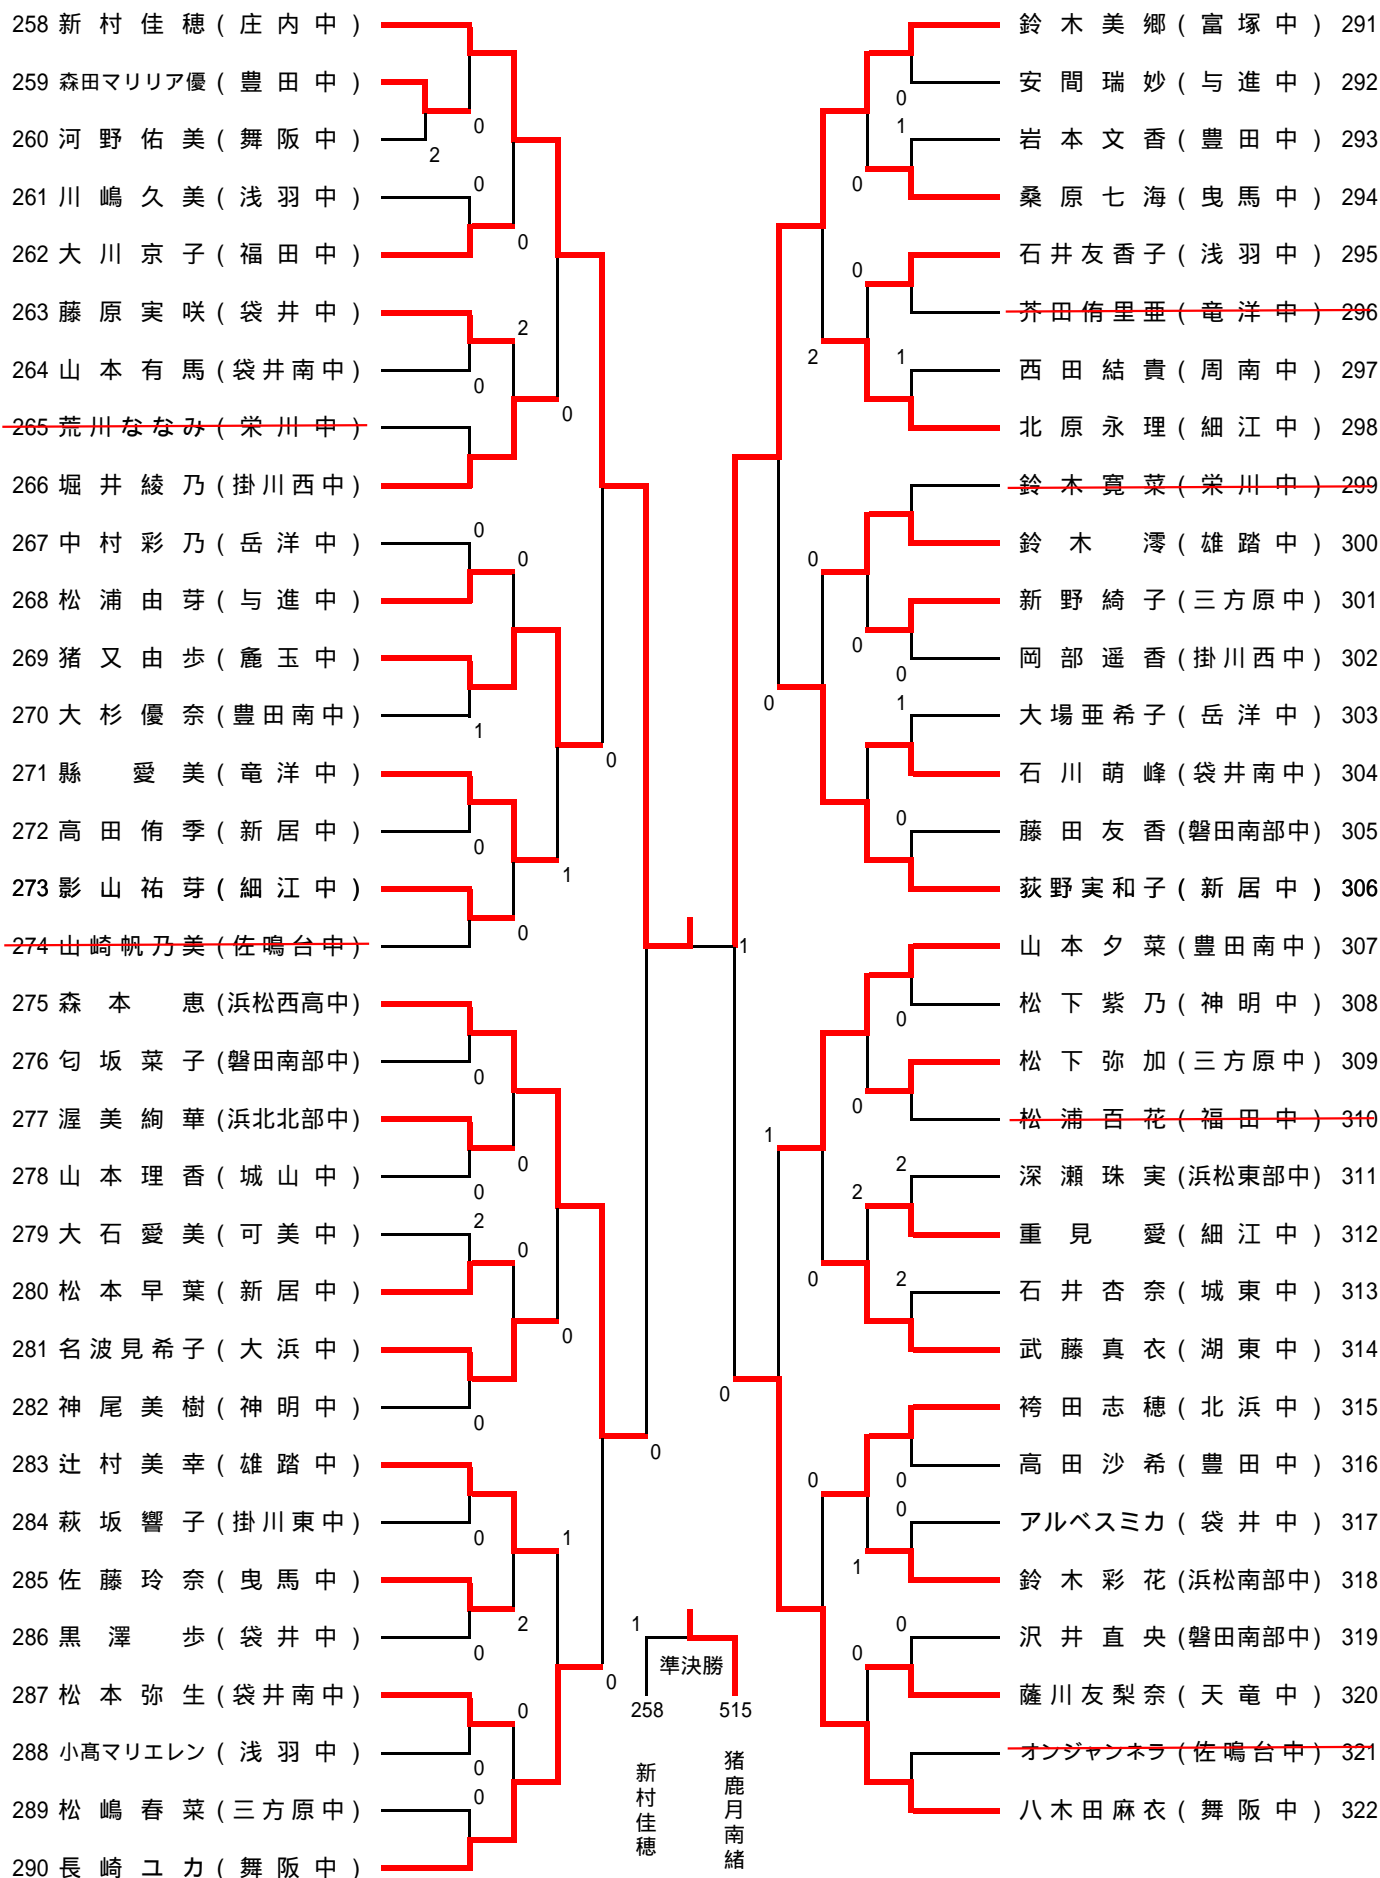 258 新村佳穂 ( 庄内中 )
259 森田マリリア優 ( 豊田中 )
260 河野佑美 ( 舞阪中 )
261 川嶋久美 ( 浅羽中 )
262 大川京子 ( 福田中 )
263 藤原実咲 ( 袋井中 )
264 山本有馬 (袋井南中)
265 荒川ななみ ( 栄川中 )
266 堀井綾乃 (掛川西中)
267 中村彩乃 ( 岳洋中 )
268 松浦由芽 ( 与進中 )
269 猪又由歩 ( 麁玉中 )
270 大杉優奈 (豊田南中)
271 縣愛美 ( 竜洋中 )
272 高田侑季 ( 新居中 )
273 影山祐芽 ( 細江中 )
274 山崎帆乃美 (佐鳴台中)
275 森本恵 (浜松西高中)
276 匂坂菜子 (磐田南部中)
277 渥美絢華 (浜北北部中)
278 山本理香 ( 城山中 )
279 大石愛美 ( 可美中 )
280 松本早葉 ( 新居中 )
281 名波見希子 ( 大浜中 )
282 神尾美樹 ( 神明中 )
283 辻村美幸 ( 雄踏中 )
284 萩坂響子 (掛川東中)
285 佐藤玲奈 ( 曳馬中 )
286 黒澤歩 ( 袋井中 )
287 松本弥生 (袋井南中)
288 小髙マリエレン ( 浅羽中 )
289 松嶋春菜 (三方原中)
290 長崎ユカ ( 舞阪中 )
0
2
0
0
2
0
0
0
0
1
0
0
1
0
0
0
0
2
0
0
0
0
0
1
2
0
0
0
0
0
1
1
0
準決勝
258 515
新村佳穂
猪鹿月南緒
鈴木美郷 ( 富塚中 ) 291
安間瑞妙 ( 与進中 ) 292
岩本文香 ( 豊田中 ) 293
桑原七海 ( 曳馬中 ) 294
石井友香子 ( 浅羽中 ) 295
芥田侑里亜 ( 竜洋中 ) 296
西田結貴 ( 周南中 ) 297
北原永理 ( 細江中 ) 298
鈴木寛菜 ( 栄川中 ) 299
鈴木澪 ( 雄踏中 ) 300
新野綺子 (三方原中) 301
岡部遥香 (掛川西中) 302
大場亜希子 ( 岳洋中 ) 303
石川萌峰 (袋井南中) 304
藤田友香 (磐田南部中) 305
荻野実和子 ( 新居中 ) 306
山本夕菜 (豊田南中) 307
松下紫乃 ( 神明中 ) 308
松下弥加 (三方原中) 309
松浦百花 ( 福田中 ) 310
深瀬珠実 (浜松東部中) 311
重見愛 ( 細江中 ) 312
石井杏奈 ( 城東中 ) 313
武藤真衣 ( 湖東中 ) 314
袴田志穂 ( 北浜中 ) 315
高田沙希 ( 豊田中 ) 316
アルベスミカ ( 袋井中 ) 317
鈴木彩花 (浜松南部中) 318
沢井直央 (磐田南部中) 319
薩川友梨奈 ( 天竜中 ) 320
オンジャンネラ (佐鳴台中) 321
八木田麻衣 ( 舞阪中 ) 322
0
1
0
0
2
1
0
0
0
0
1
0
1
0
0
1
2
2
0
2
0
0
0
0
1
0
0